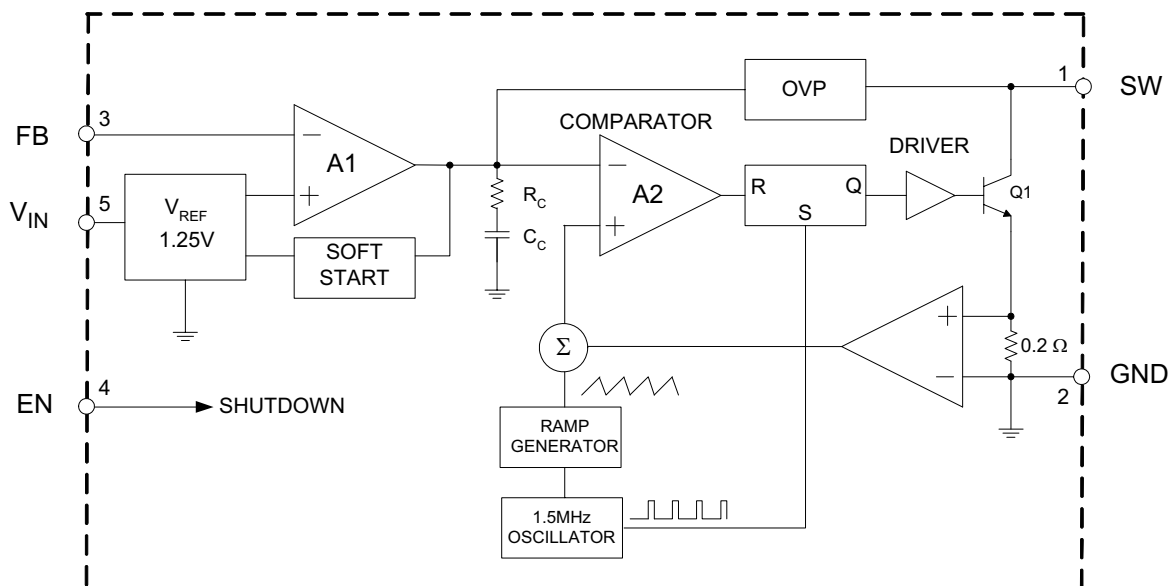 OVP
1
SW
3
FB
COMPARATOR
DRIVER
−
A1
+
−
A2
+
R
Q
S
Q1
5
V_IN
V_REF
1.25V
R_C
C_C
SOFT
START
Σ
+
−
0.2 Ω
GND
2
4
EN
SHUTDOWN
RAMP
GENERATOR
1.5MHz
OSCILLATOR